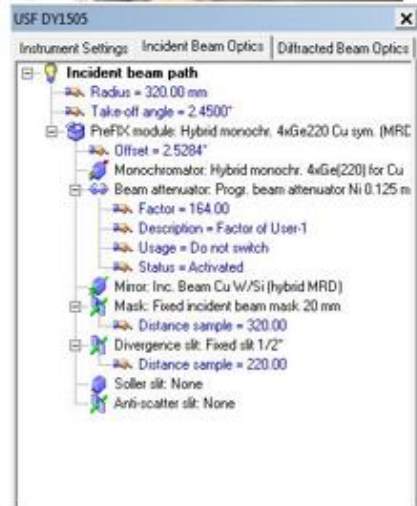 USF DY1505
Instrument Settings Incident Beam Optics Diffracted Beam Optics
Incident beam path
Radius = 320.00 mm
Take-off angle = 2.4500°
PreFIX module: Hybrid monochr. 4xGe220 Cu sym. (MRD
Offset = 2.5284°
Monochromator: Hybrid monochr. 4xGe(220) for Cu
Beam attenuator: Progr. beam attenuator Ni 0.125 m
Factor = 164.00
Description = Factor of User-1
Usage = Do not switch
Status = Activated
Mirror: Inc. Beam Cu W/Si (hybrid MRD)
Mask: Fixed incident beam mask 20 mm
Distance sample = 320.00
Divergence slit: Fixed slit 1/2°
Distance sample = 220.00
Soller slit: None
Anti-scatter slit: None